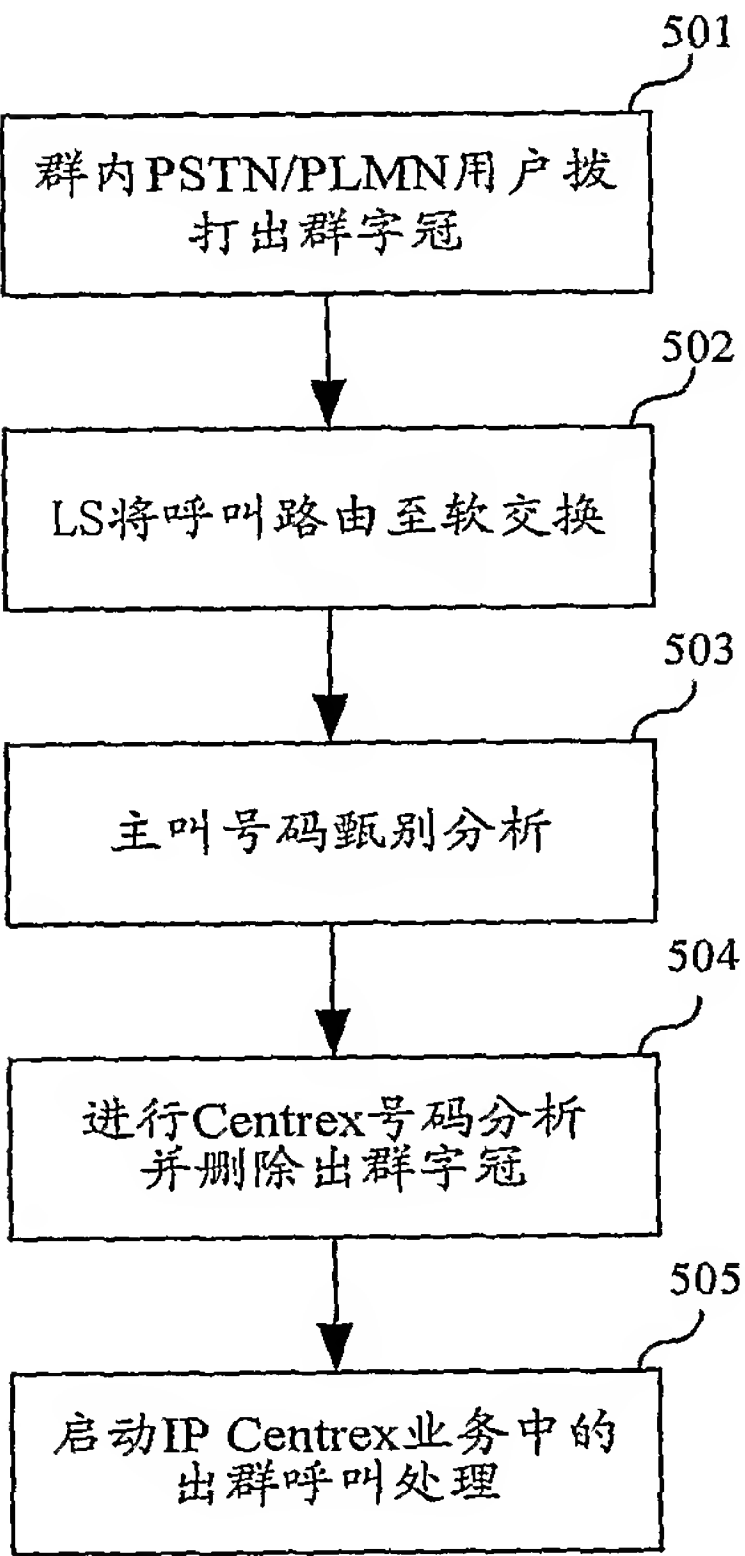 501
群内PSTN/PLMN用户拨
打出群字冠
502
LS将呼叫路由至软交换
503
主叫号码甄别分析
504
进行Centrex号码分析
并删除出群字冠
505
启动IP Centrex业务中的
出群呼叫处理